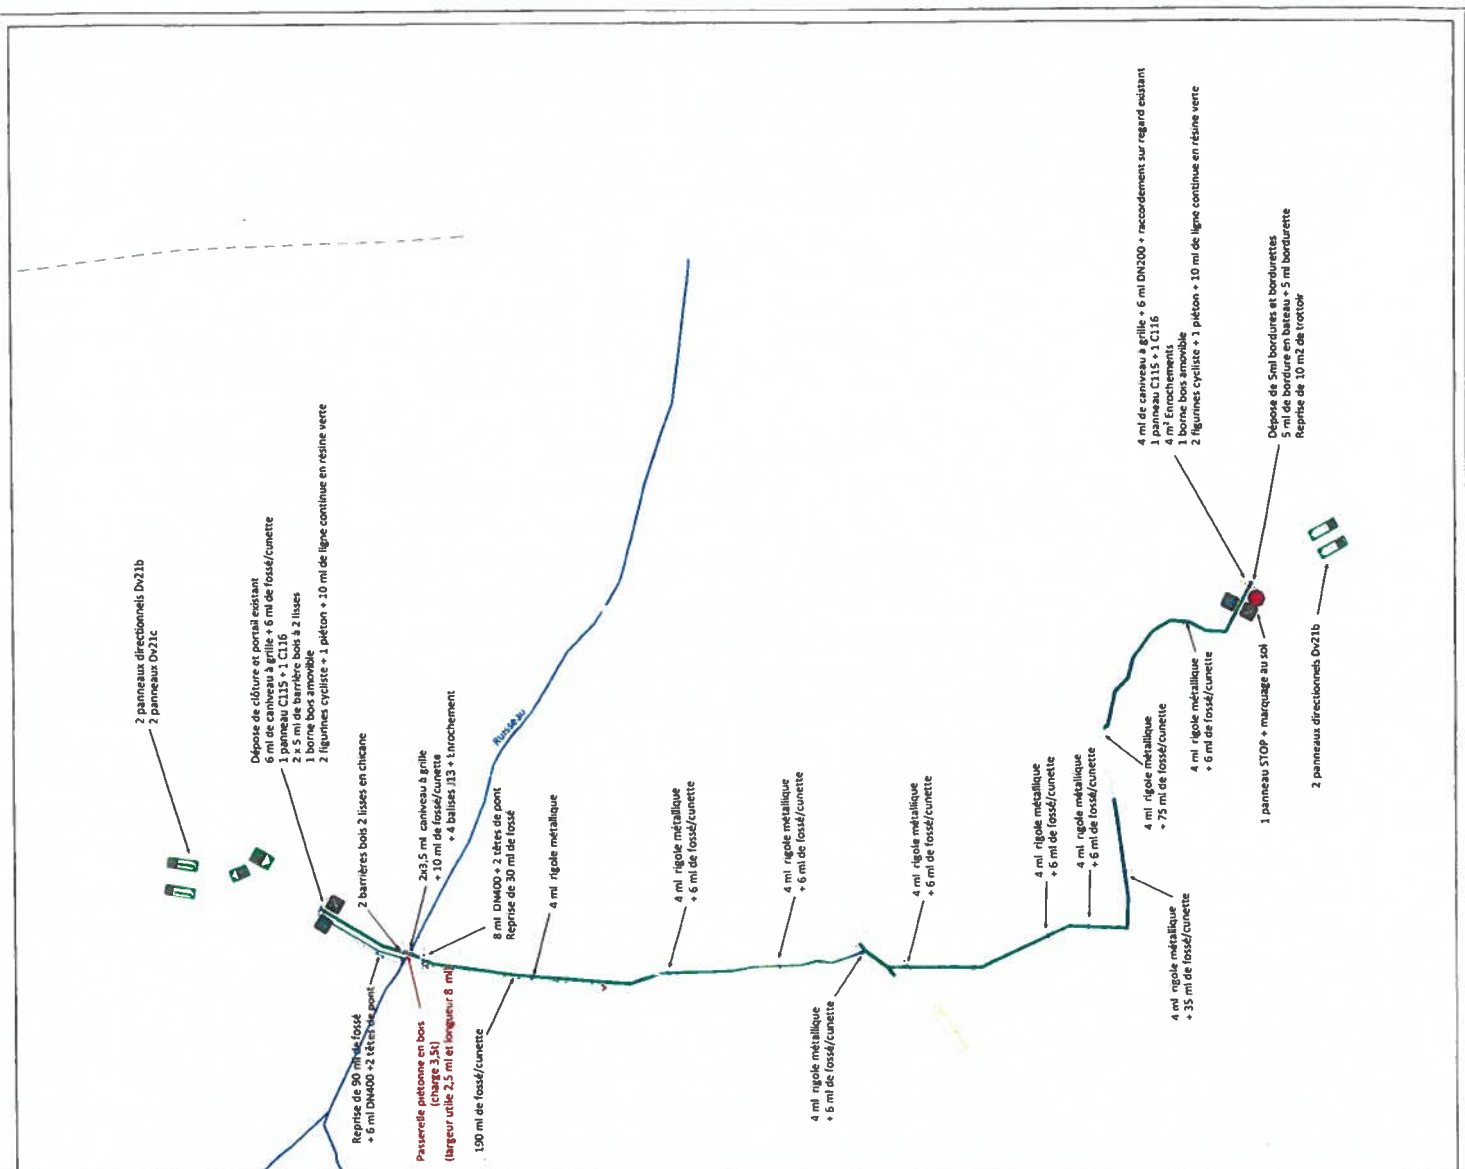 2 panneaux directionnels Dv21b
2 panneaux Dv21c
Dépose de clôture et portail existant
6 ml de caniveau à grille + 6 ml de fossé/cunette
1 panneau C115 + 1 C116
2 x 5 ml de barrière bois à 2 lisses
1 borne bois amovible
2 figurines cycliste + 1 piéton + 10 ml de ligne continue en résine verte
2 barrières bois 2 lisses en chicane
2x3,5 ml caniveau à grille
+ 10 ml de fossé/cunette
+ 4 balises J13 + Enrochement
Ruisseau
8 ml DN400 + 2 têtes de pont
Reprise de 30 ml de fossé
4 ml rigole métallique
Reprise de 90 ml de fossé
+ 6 ml DN400 +2 têtes de pont
Passerelle piétonne en bois
(charge 3,5t)
(largeur utile 2,5 ml et longueur 8 ml)
190 ml de fossé/cunette
4 ml rigole métallique
+ 6 ml de fossé/cunette
4 ml rigole métallique
+ 6 ml de fossé/cunette
4 ml rigole métallique
+ 6 ml de fossé/cunette
4 ml rigole métallique
+ 6 ml de fossé/cunette
4 ml rigole métallique
+ 6 ml de fossé/cunette
4 ml rigole métallique
+ 6 ml de fossé/cunette
4 ml rigole métallique
+ 35 ml de fossé/cunette
4 ml rigole métallique
+ 75 ml de fossé/cunette
4 ml rigole métallique
+ 6 ml de fossé/cunette
4 ml de caniveau à grille + 6 ml DN200 + raccordement sur regard existant
1 panneau C115 + 1 C116
4 m² Enrochements
1 borne bois amovible
2 figurines cycliste + 1 piéton + 10 ml de ligne continue en résine verte
Dépose de 5ml bordures et bordurettes
5 ml de bordure en bateau + 5 ml bordurette
Reprise de 10 m2 de trottoir
1 panneau STOP + marquage au sol
2 panneaux directionnels Dv21b